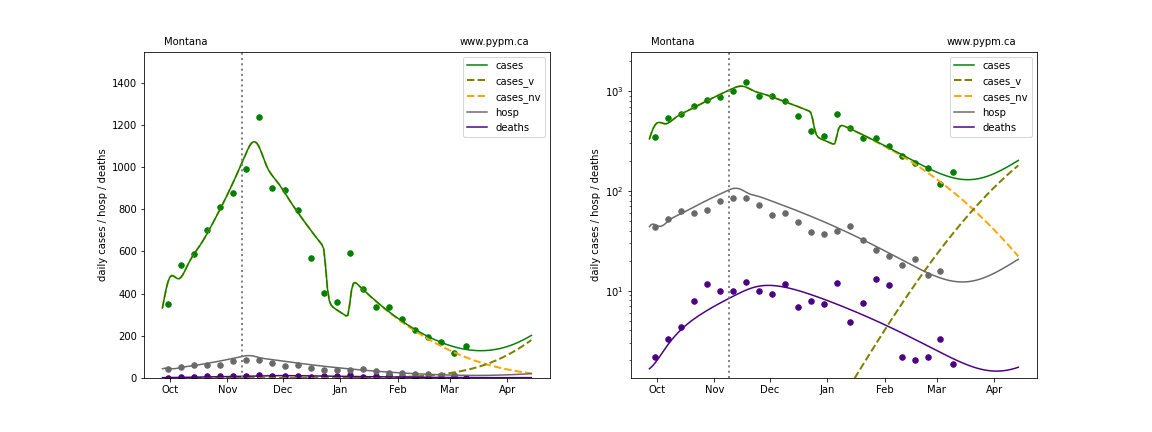 Montana www.pypm.ca
daily cases / hosp / deaths
1400
1200
1000
800
600
400
200
0
Oct Nov Dec Jan Feb Mar Apr
cases
cases_v
cases_nv
hosp
deaths
Montana www.pypm.ca
daily cases / hosp / deaths
10³
10²
10¹
Oct Nov Dec Jan Feb Mar Apr
cases
cases_v
cases_nv
hosp
deaths